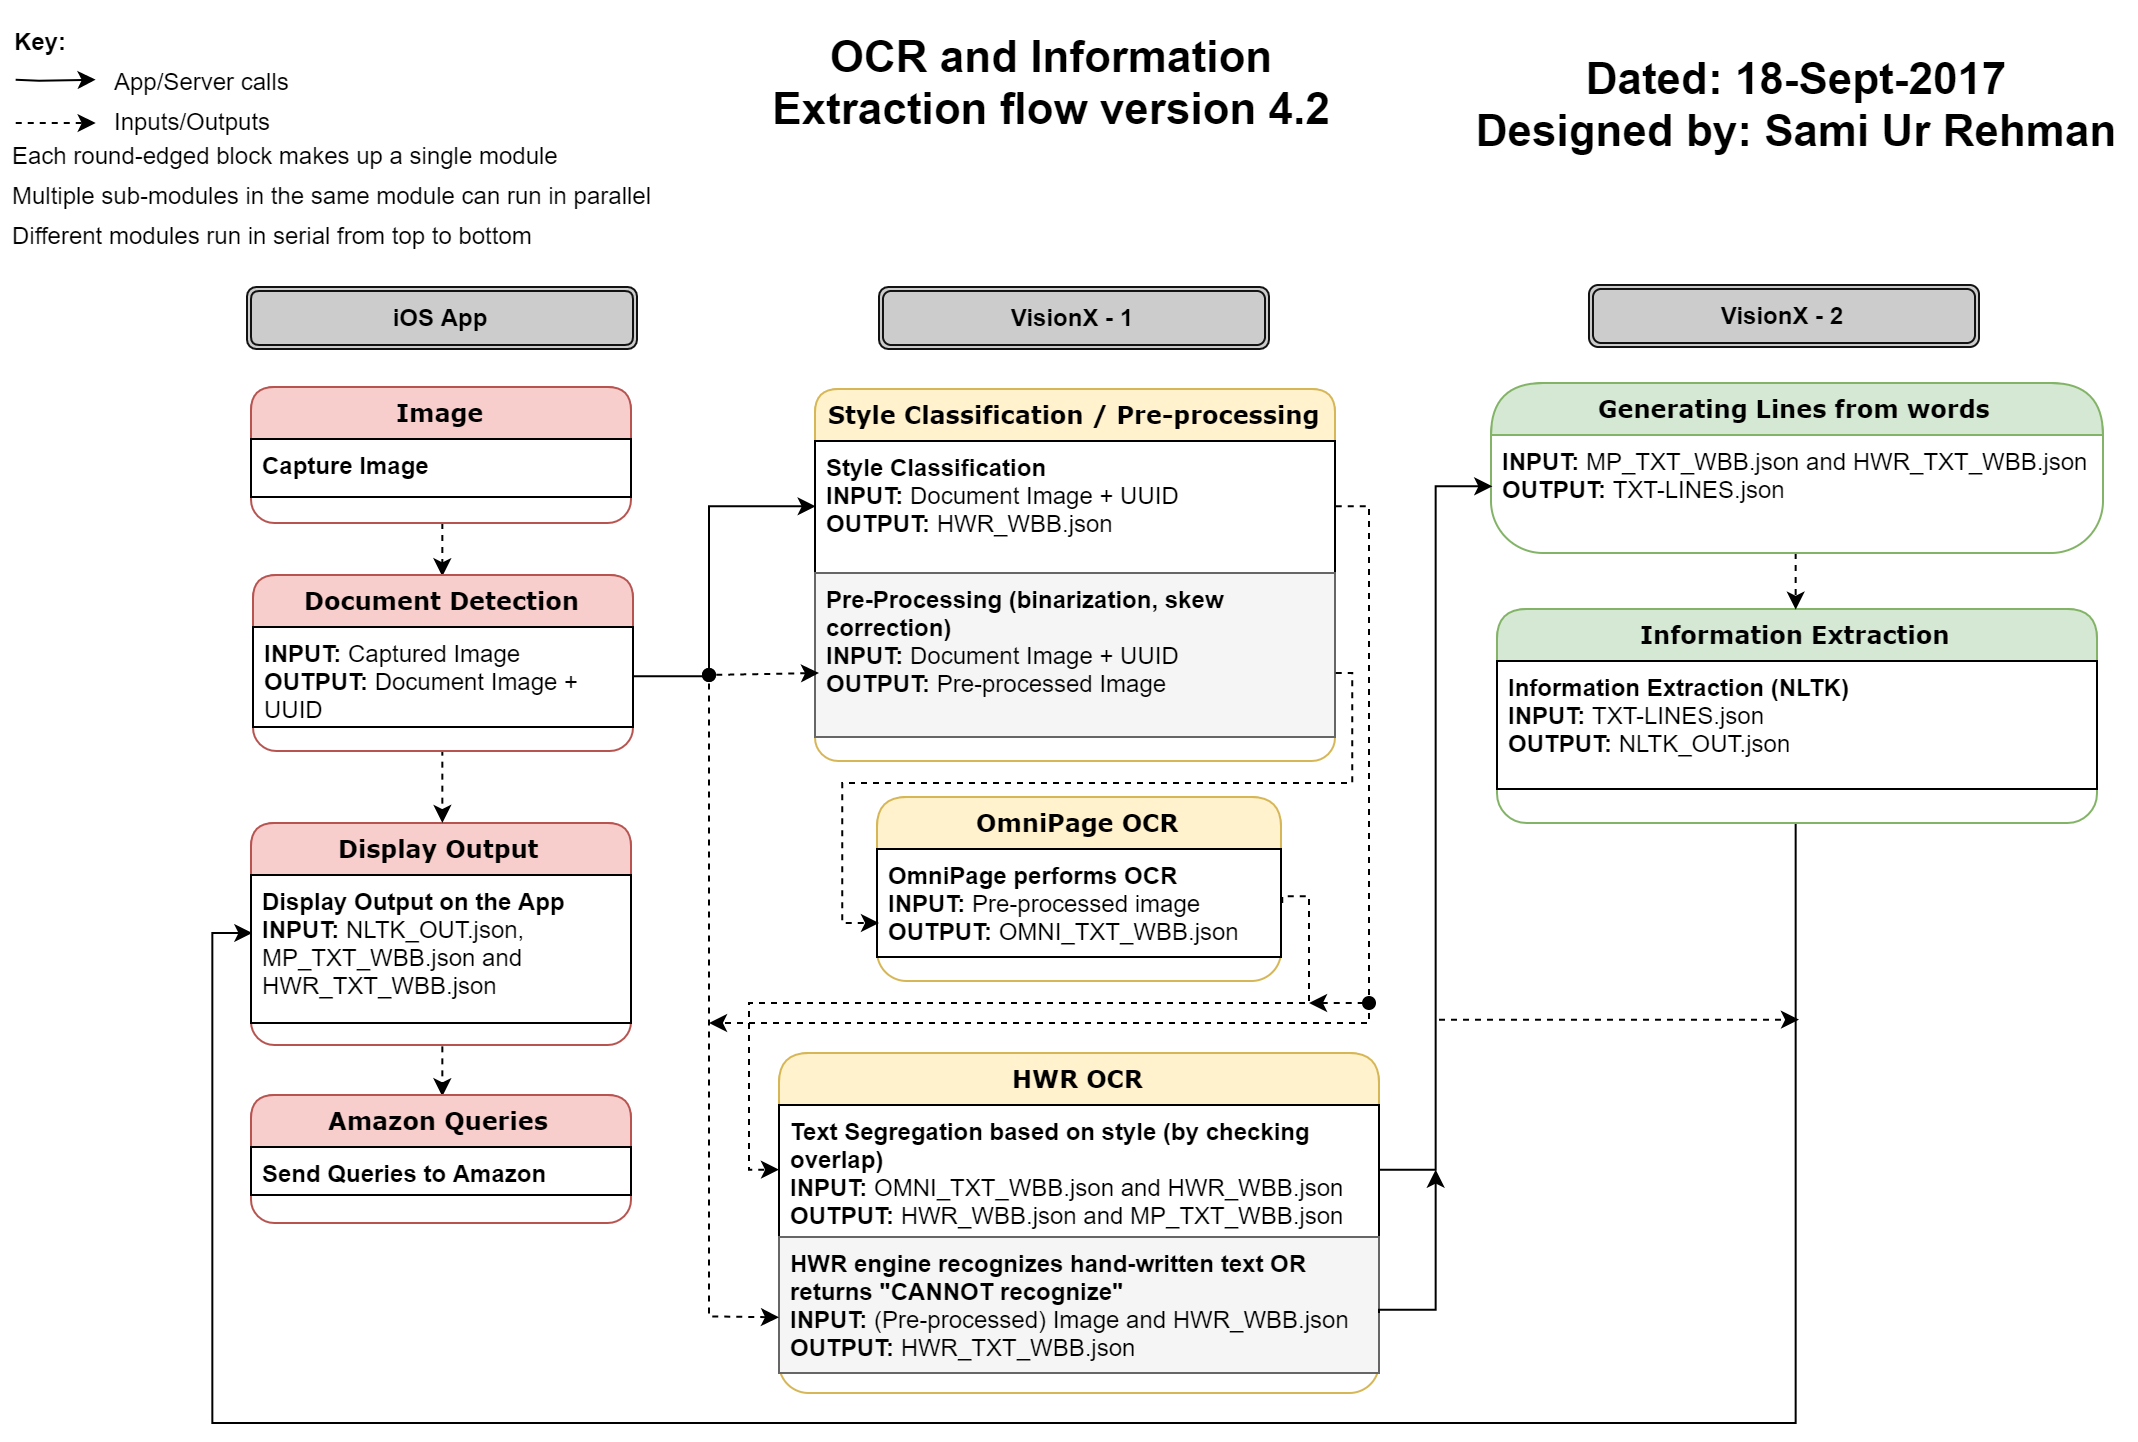 Key:
App/Server calls
Inputs/Outputs
Each round-edged block makes up a single module
Multiple sub-modules in the same module can run in parallel
Different modules run in serial from top to bottom
OCR and Information
Extraction flow version 4.2
Dated: 18-Sept-2017
Designed by: Sami Ur Rehman
iOS App
Image
Capture Image
Document Detection
INPUT: Captured Image
OUTPUT: Document Image +
UUID
Display Output
Display Output on the App
INPUT: NLTK_OUT.json,
MP_TXT_WBB.json and
HWR_TXT_WBB.json
Amazon Queries
Send Queries to Amazon
VisionX - 1
Style Classification / Pre-processing
Style Classification
INPUT: Document Image + UUID
OUTPUT: HWR_WBB.json
Pre-Processing (binarization, skew
correction)
INPUT: Document Image + UUID
OUTPUT: Pre-processed Image
OmniPage OCR
OmniPage performs OCR
INPUT: Pre-processed image
OUTPUT: OMNI_TXT_WBB.json
HWR OCR
Text Segregation based on style (by checking
overlap)
INPUT: OMNI_TXT_WBB.json and HWR_WBB.json
OUTPUT: HWR_WBB.json and MP_TXT_WBB.json
HWR engine recognizes hand-written text OR
returns "CANNOT recognize"
INPUT: (Pre-processed) Image and HWR_WBB.json
OUTPUT: HWR_TXT_WBB.json
VisionX - 2
Generating Lines from words
INPUT: MP_TXT_WBB.json and HWR_TXT_WBB.json
OUTPUT: TXT-LINES.json
Information Extraction
Information Extraction (NLTK)
INPUT: TXT-LINES.json
OUTPUT: NLTK_OUT.json